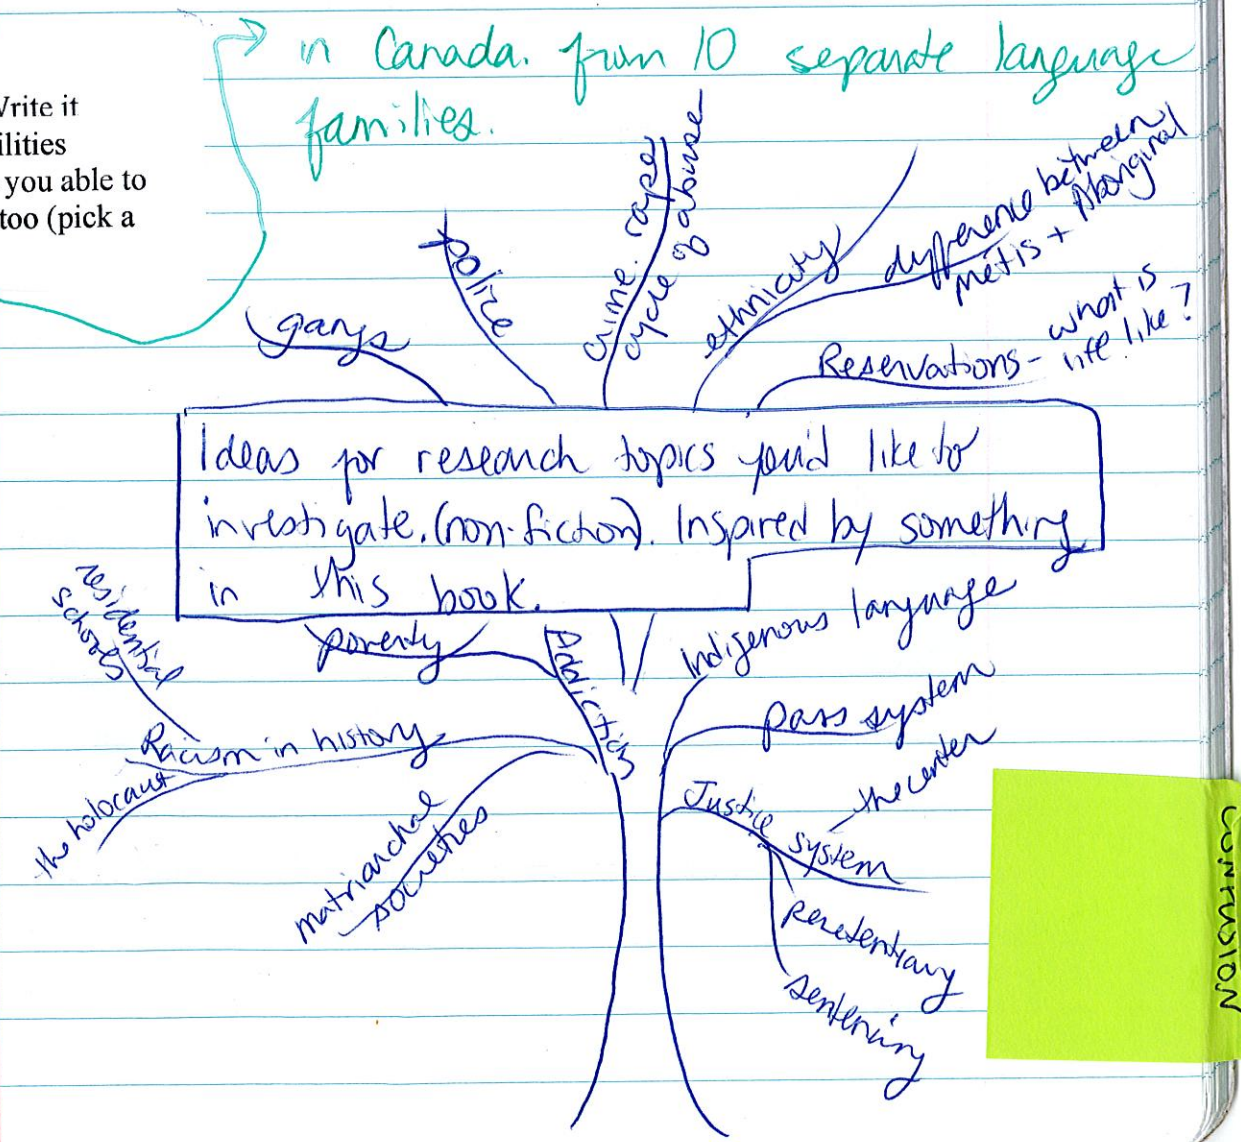 in Canada. from 10 separate language
families.
Write it
ilities
you able to
too (pick a
gangs
police
crime. rape
cycle of abuse
ethnicity
difference between
métis + Aboriginal
Reservations - what is
life like?
Ideas for research topics you'd like to
investigate. (non-fiction). Inspired by something
in this book.
residential
schools
Racism in history
the holocaust
poverty
Addiction
matriarchal
societies
Indigenous language
pass system
Justice system
the center
penetentiary
sentencing
CONFUSION